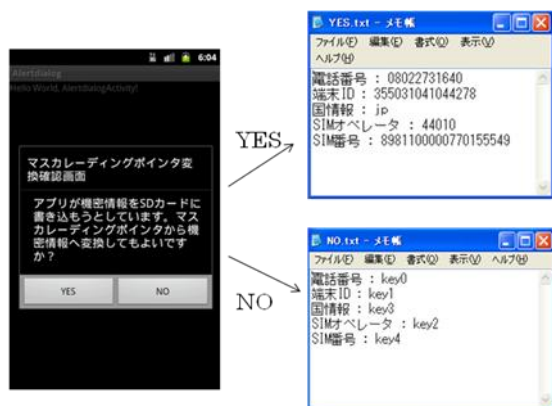 6:04
Alertdialog
Hello World, AlertdialogActivity!
マスカレーディングポインタ変
換確認画面
アプリが機密情報をSDカードに
書き込もうとしています。マス
カレーディングポインタから機
密情報へ変換してもよいです
か?
YES
NO
YES
NO
YES.txt - メモ帳
ファイル(F) 編集(E) 書式(O) 表示(V)
ヘルプ(H)
電話番号 : 08022731640
端末ID : 355031041044278
国情報 : jp
SIMオペレータ : 44010
SIM番号 : 8981100000770155549
NO.txt - メモ帳
ファイル(F) 編集(E) 書式(O) 表示(V) ヘルプ(H)
電話番号 : key0
端末ID : key1
国情報 : key3
SIMオペレータ : key2
SIM番号 : key4